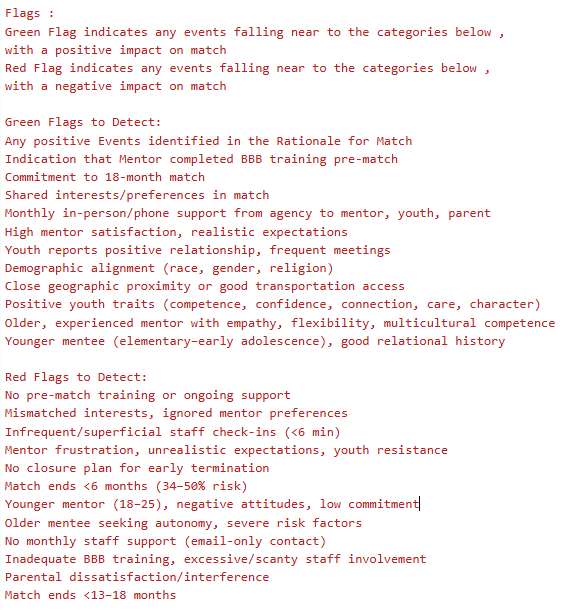 Flags :
Green Flag indicates any events falling near to the categories below ,
with a positive impact on match
Red Flag indicates any events falling near to the categories below ,
with a negative impact on match
Green Flags to Detect:
Any positive Events identified in the Rationale for Match
Indication that Mentor completed BBB training pre-match
Commitment to 18-month match
Shared interests/preferences in match
Monthly in-person/phone support from agency to mentor, youth, parent
High mentor satisfaction, realistic expectations
Youth reports positive relationship, frequent meetings
Demographic alignment (race, gender, religion)
Close geographic proximity or good transportation access
Positive youth traits (competence, confidence, connection, care, character)
Older, experienced mentor with empathy, flexibility, multicultural competence
Younger mentee (elementary–early adolescence), good relational history
Red Flags to Detect:
No pre-match training or ongoing support
Mismatched interests, ignored mentor preferences
Infrequent/superficial staff check-ins (<6 min)
Mentor frustration, unrealistic expectations, youth resistance
No closure plan for early termination
Match ends <6 months (34–50% risk)
Younger mentor (18–25), negative attitudes, low commitment
Older mentee seeking autonomy, severe risk factors
No monthly staff support (email-only contact)
Inadequate BBB training, excessive/scanty staff involvement
Parental dissatisfaction/interference
Match ends <13–18 months